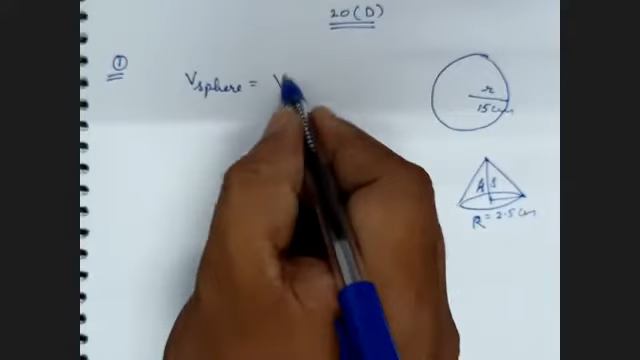 20(D)
①
Vsphere = V
r
15 cm
R = 2.5 cm